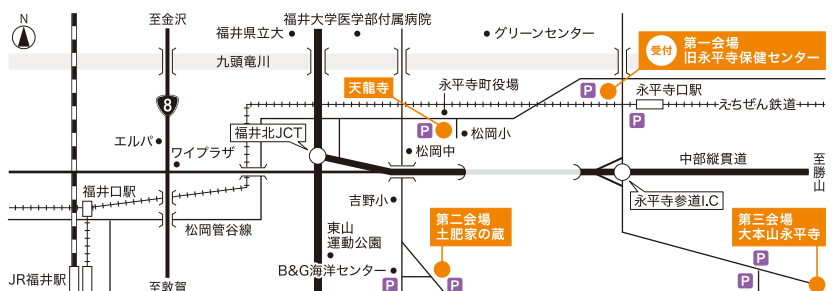 N
至金沢
福井大学医学部付属病院
福井県立大
グリーンセンター
九頭竜川
受付
第一会場
旧永平寺保健センター
天龍寺
永平寺町役場
P
永平寺口駅
えちぜん鉄道
8
P
P
松岡小
福井北JCT
エルパ
ワイプラザ
松岡中
中部縦貫道
至勝山
福井口駅
吉野小
永平寺参道I.C
松岡菅谷線
第二会場
土肥家の蔵
第三会場
大本山永平寺
東山
運動公園
JR福井駅
B&G海洋センター
P
P
P
P
至敦賀